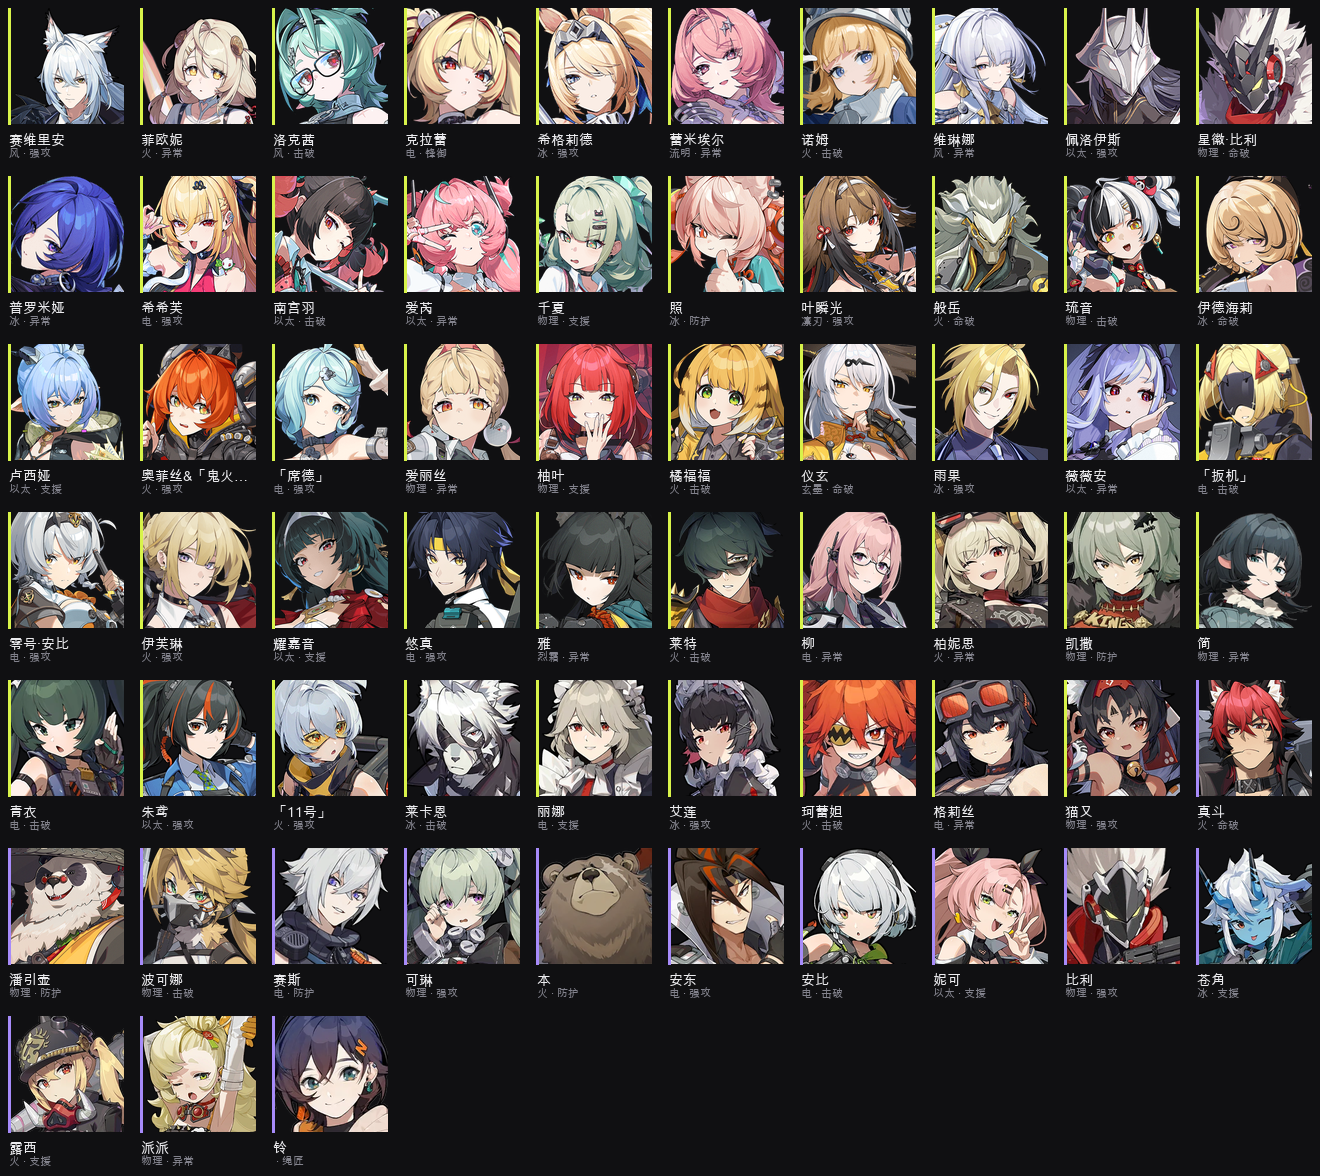 赛维里安 菲欧妮 洛克茜 克拉蕾 希格莉德 蕾米埃尔 诺姆 维琳娜 佩洛伊斯 星徽·比利
风·强攻 火·异常 风·击破 电·锋御 冰·强攻 流明·异常 火·击破 风·异常 以太·强攻 物理·命破
普罗米娅 希希芙 南宫羽 爱芮 千夏 照 叶瞬光 般岳 琉音 伊德海莉
冰·异常 电·强攻 以太·击破 以太·异常 物理·支援 冰·防护 凛刃·强攻 火·命破 物理·击破 冰·命破
卢西娅 奥菲丝&「鬼火… 「席德」 爱丽丝 柚叶 橘福福 仪玄 雨果 薇薇安 「扳机」
以太·支援 火·强攻 电·强攻 物理·异常 物理·支援 火·击破 玄墨·命破 冰·强攻 以太·异常 电·击破
零号·安比 伊芙琳 耀嘉音 悠真 雅 莱特 柳 柏妮思 凯撒 简
电·强攻 火·强攻 以太·支援 电·强攻 烈霜·异常 火·击破 电·异常 火·异常 物理·防护 物理·异常
青衣 朱鸢 「11号」 莱卡恩 丽娜 艾莲 珂蕾妲 格莉丝 猫又 真斗
电·击破 以太·强攻 火·强攻 冰·击破 电·支援 冰·强攻 火·击破 电·异常 物理·强攻 火·命破
潘引壶 波可娜 赛斯 可琳 本 安东 安比 妮可 比利 苍角
物理·防护 物理·击破 电·防护 物理·强攻 火·防护 电·强攻 电·击破 以太·支援 物理·强攻 冰·支援
露西 派派 铃
火·支援 物理·异常 ·绳匠